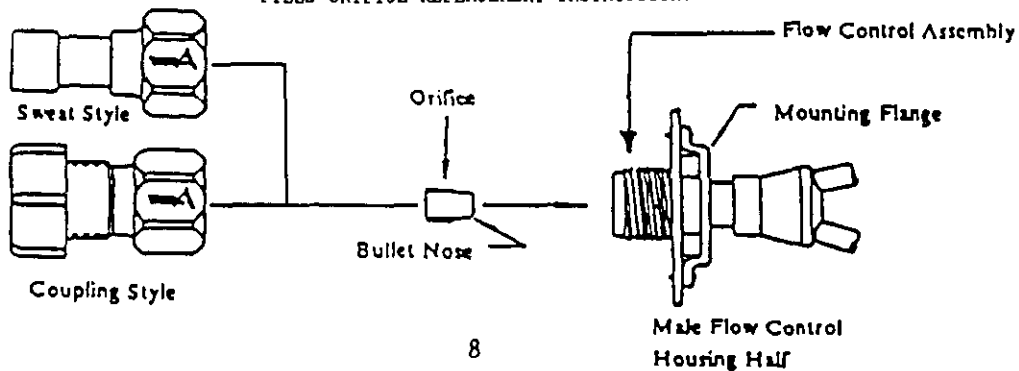 Flow Control Assembly
Orifice
Sweat Style
Mounting Flange
Bullet Nose
Coupling Style
Male Flow Control
Housing Half
8